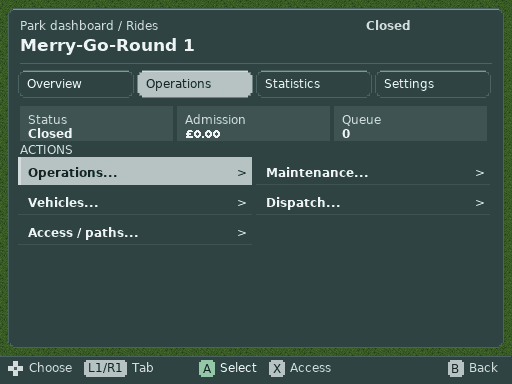 Park dashboard / Rides
Closed
Merry-Go-Round 1
Overview
Operations
Statistics
Settings
Status
Closed
Admission
£0.00
Queue
0
ACTIONS
Operations... >
Maintenance... >
Vehicles... >
Dispatch... >
Access / paths... >
Choose
L1/R1 Tab
A Select
X Access
B Back